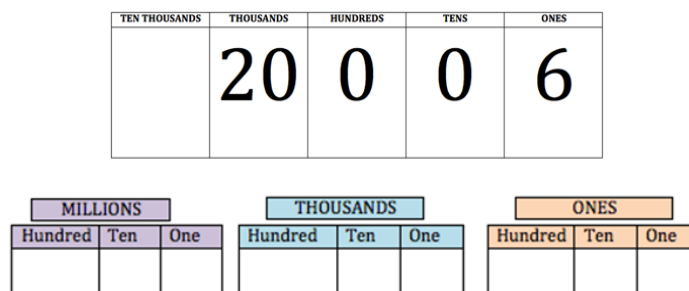 TEN THOUSANDS THOUSANDS HUNDREDS TENS ONES
20 0 0 6
MILLIONS THOUSANDS ONES
Hundred Ten One Hundred Ten One Hundred Ten One